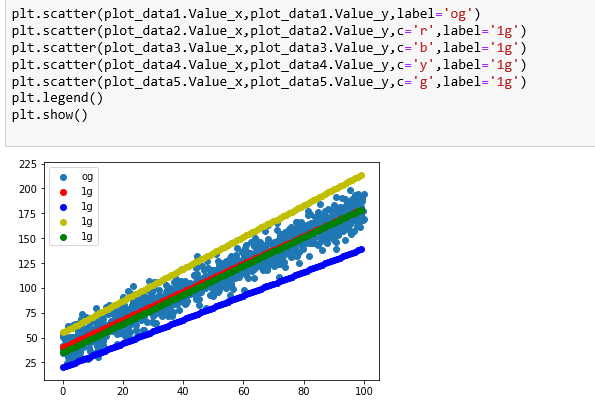 plt.scatter(plot_data1.Value_x,plot_data1.Value_y,label='og')
plt.scatter(plot_data2.Value_x,plot_data2.Value_y,c='r',label='1g')
plt.scatter(plot_data3.Value_x,plot_data3.Value_y,c='b',label='1g')
plt.scatter(plot_data4.Value_x,plot_data4.Value_y,c='y',label='1g')
plt.scatter(plot_data5.Value_x,plot_data5.Value_y,c='g',label='1g')
plt.legend()
plt.show()
225
200
175
150
125
100
75
50
25
og
1g
1g
1g
1g
0 20 40 60 80 100